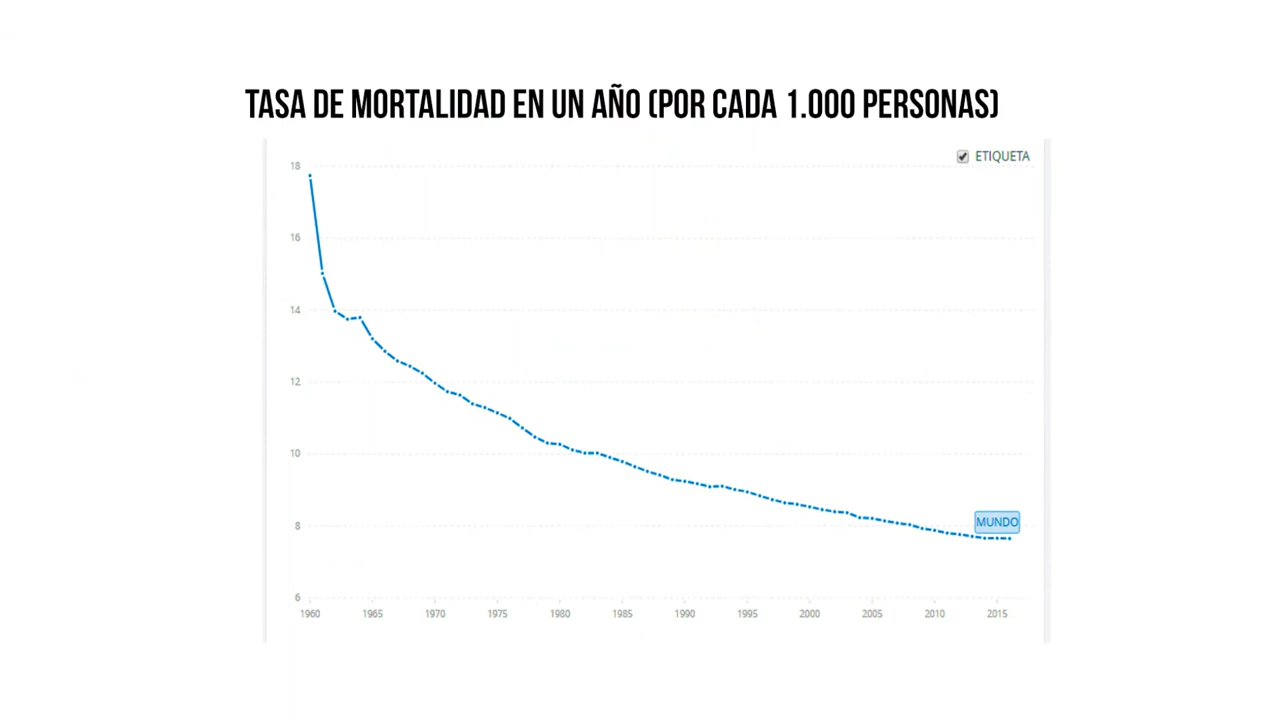 TASA DE MORTALIDAD EN UN AÑO (POR CADA 1.000 PERSONAS)
ETIQUETA
18
16
14
12
10
8
6
MUNDO
1960 1965 1970 1975 1980 1985 1990 1995 2000 2005 2010 2015